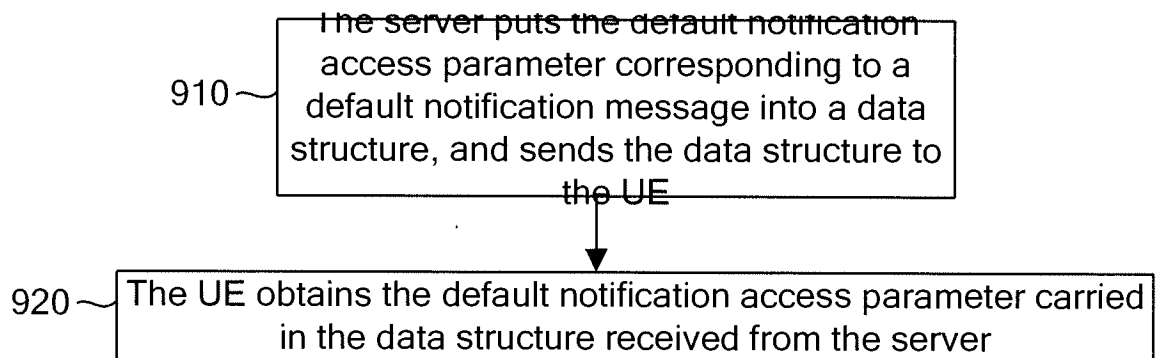 The server puts the default notification
access parameter corresponding to a
910
default notification message into a data
structure, and sends the data structure to
the UE
920
The UE obtains the default notification access parameter carried
in the data structure received from the server